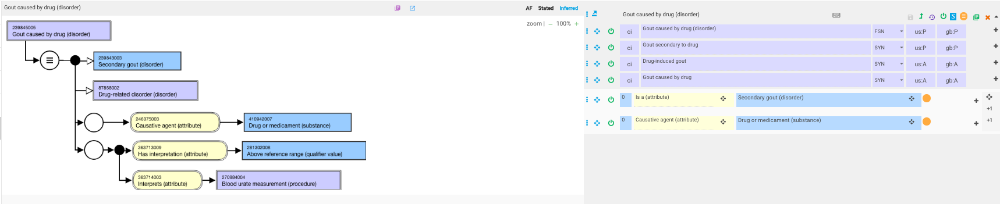 Gout caused by drug (disorder)
AF Stated Inferred
zoom | – 100% +
239845005
Gout caused by drug (disorder)
239843003
Secondary gout (disorder)
87858002
Drug-related disorder (disorder)
246075003
Causative agent (attribute)
410942007
Drug or medicament (substance)
363713009
Has interpretation (attribute)
281302008
Above reference range (qualifier value)
363714003
Interprets (attribute)
270984004
Blood urate measurement (procedure)
Gout caused by drug (disorder)
S
ci Gout caused by drug (disorder) FSN us:P gb:P +
ci Gout secondary to drug SYN us:P gb:P +
ci Drug-induced gout SYN us:A gb:A +
ci Gout caused by drug SYN us:A gb:A +
0 Is a (attribute) Secondary gout (disorder) +
+1
0 Causative agent (attribute) Drug or medicament (substance) +
+1